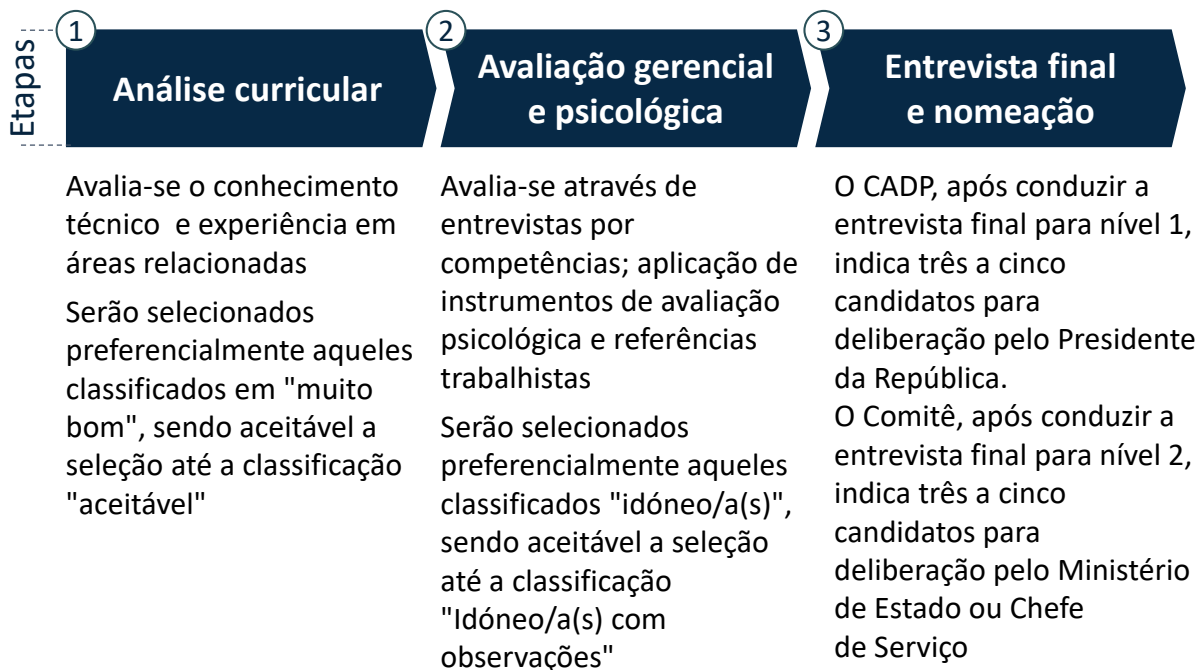 Etapas
1
Análise curricular
Avalia-se o conhecimento
técnico e experiência em
áreas relacionadas
Serão selecionados
preferencialmente aqueles
classificados em "muito
bom", sendo aceitável a
seleção até a classificação
"aceitável"
2
Avaliação gerencial
e psicológica
Avalia-se através de
entrevistas por
competências; aplicação de
instrumentos de avaliação
psicológica e referências
trabalhistas
Serão selecionados
preferencialmente aqueles
classificados "idóneo/a(s)",
sendo aceitável a seleção
até a classificação
"Idóneo/a(s) com
observações"
3
Entrevista final
e nomeação
O CADP, após conduzir a
entrevista final para nível 1,
indica três a cinco
candidatos para
deliberação pelo Presidente
da República.
O Comitê, após conduzir a
entrevista final para nível 2,
indica três a cinco
candidatos para
deliberação pelo Ministério
de Estado ou Chefe
de Serviço